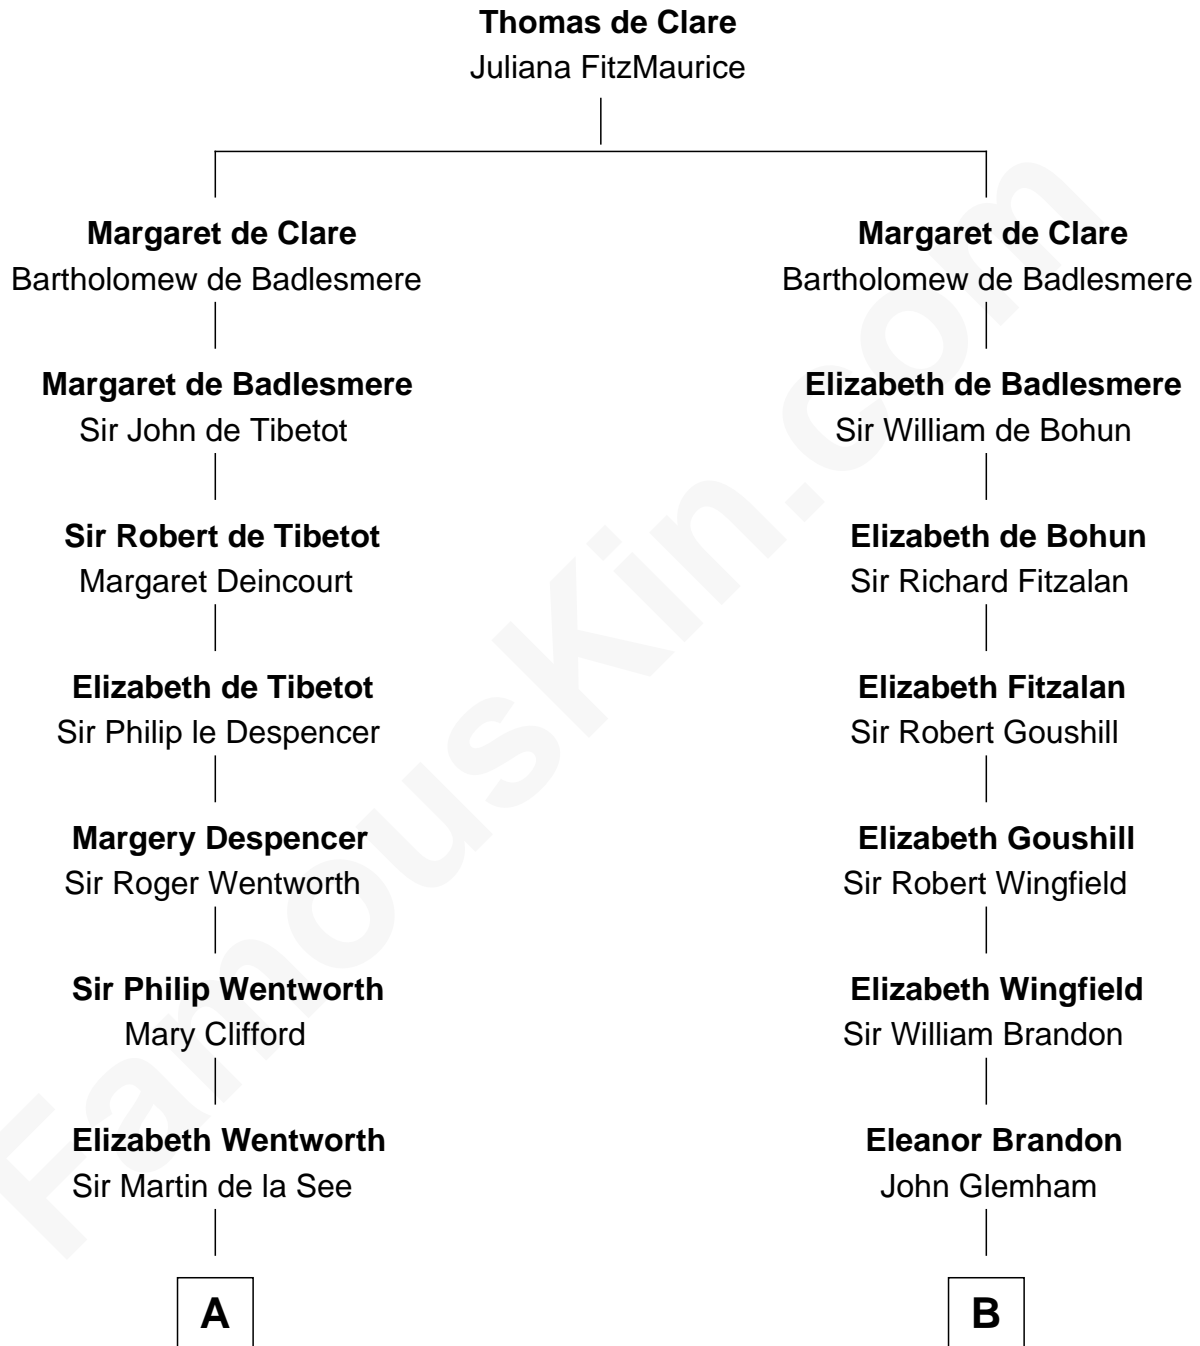 Thomas de Clare
Juliana FitzMaurice
Margaret de Clare
Bartholomew de Badlesmere
Margaret de Badlesmere
Sir John de Tibetot
Sir Robert de Tibetot
Margaret Deincourt
Elizabeth de Tibetot
Sir Philip le Despencer
Margery Despencer
Sir Roger Wentworth
Sir Philip Wentworth
Mary Clifford
Elizabeth Wentworth
Sir Martin de la See
A
Margaret de Clare
Bartholomew de Badlesmere
Elizabeth de Badlesmere
Sir William de Bohun
Elizabeth de Bohun
Sir Richard Fitzalan
Elizabeth Fitzalan
Sir Robert Goushill
Elizabeth Goushill
Sir Robert Wingfield
Elizabeth Wingfield
Sir William Brandon
Eleanor Brandon
John Glemham
B
FamousKin.com